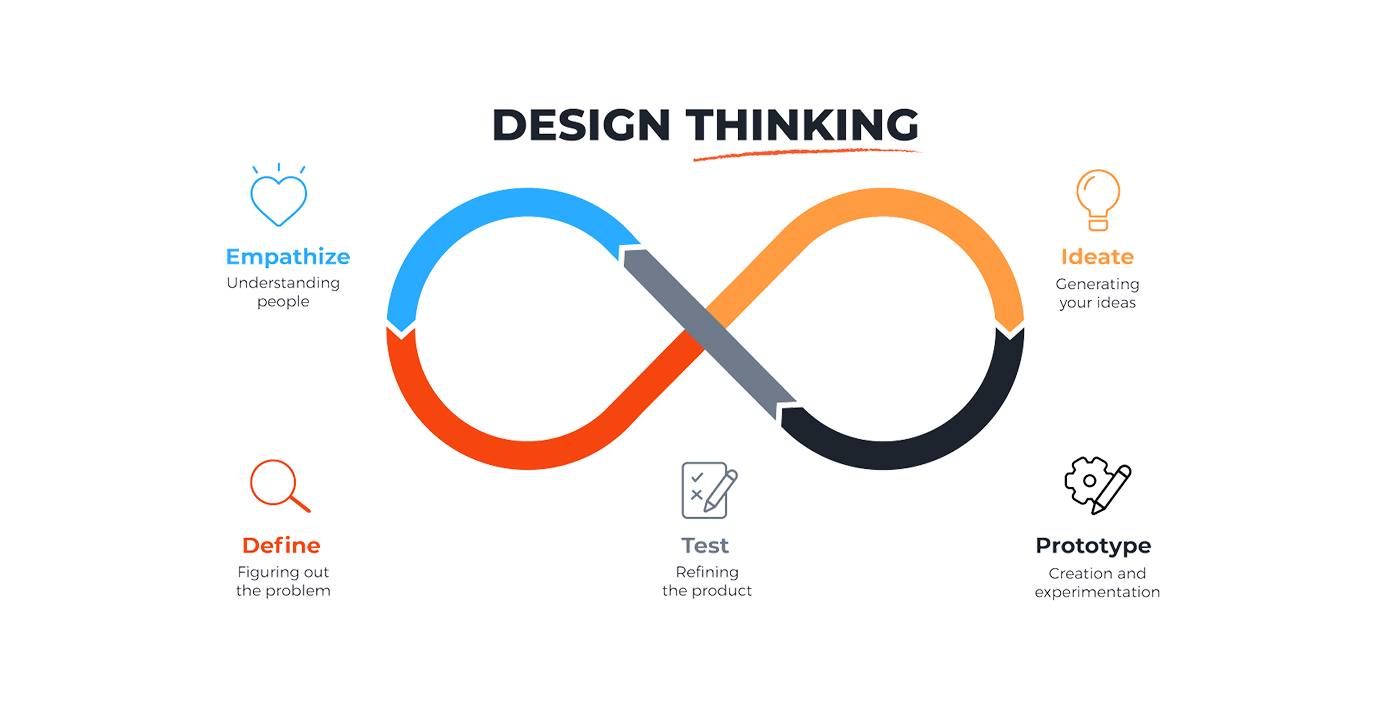 DESIGN THINKING
Empathize
Understanding
people
Ideate
Generating
your ideas
Define
Figuring out
the problem
Test
Refining
the product
Prototype
Creation and
experimentation